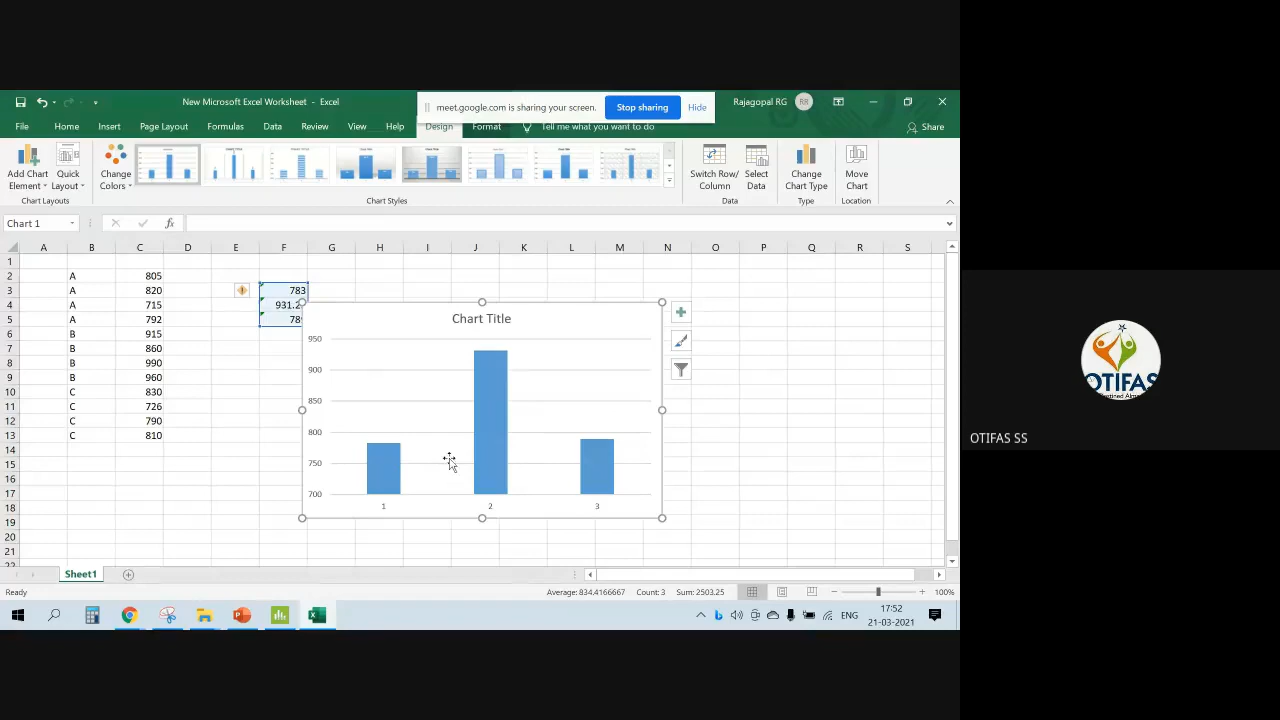 New Microsoft Excel Worksheet - Excel
meet.google.com is sharing your screen.
Stop sharing
Hide
Rajagopal RG
RR
File
Home
Insert
Page Layout
Formulas
Data
Review
View
Help
Design
Format
Tell me what you want to do
Share
Add Chart Element
Quick Layout
Change Colors
Switch Row/ Column
Select Data
Change Chart Type
Move Chart
Chart Layouts
Chart Styles
Data
Type
Location
Chart 1
fx
A B C D E F G H I J K L M N O P Q R S
1
2 A 805
3 A 820 783
4 A 715 931.2
5 A 792 78
6 B 915
7 B 860
8 B 990
9 B 960
10 C 830
11 C 726
12 C 790
13 C 810
14
15
16
17
18
19
20
21
22
Chart Title
950
900
850
800
750
700
1 2 3
Sheet1
Ready
Average: 834.4166667
Count: 3
Sum: 2503.25
100%
ENG
17:52
21-03-2021
OTIFAS
OTIFAS SS